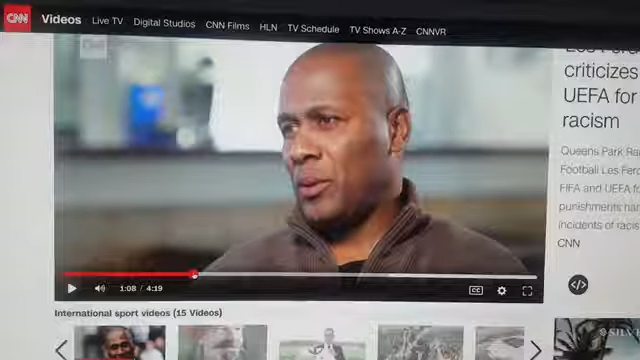 CNN Videos Live TV Digital Studios CNN Films HLN TV Schedule TV Shows A-Z CNNVR
criticizes
UEFA for
racism
Queens Park
Football Les
FIFA and UEFA
punishments
incidents of
CNN
1:08 / 4:19
CC
</>
International sport videos (15 Videos)